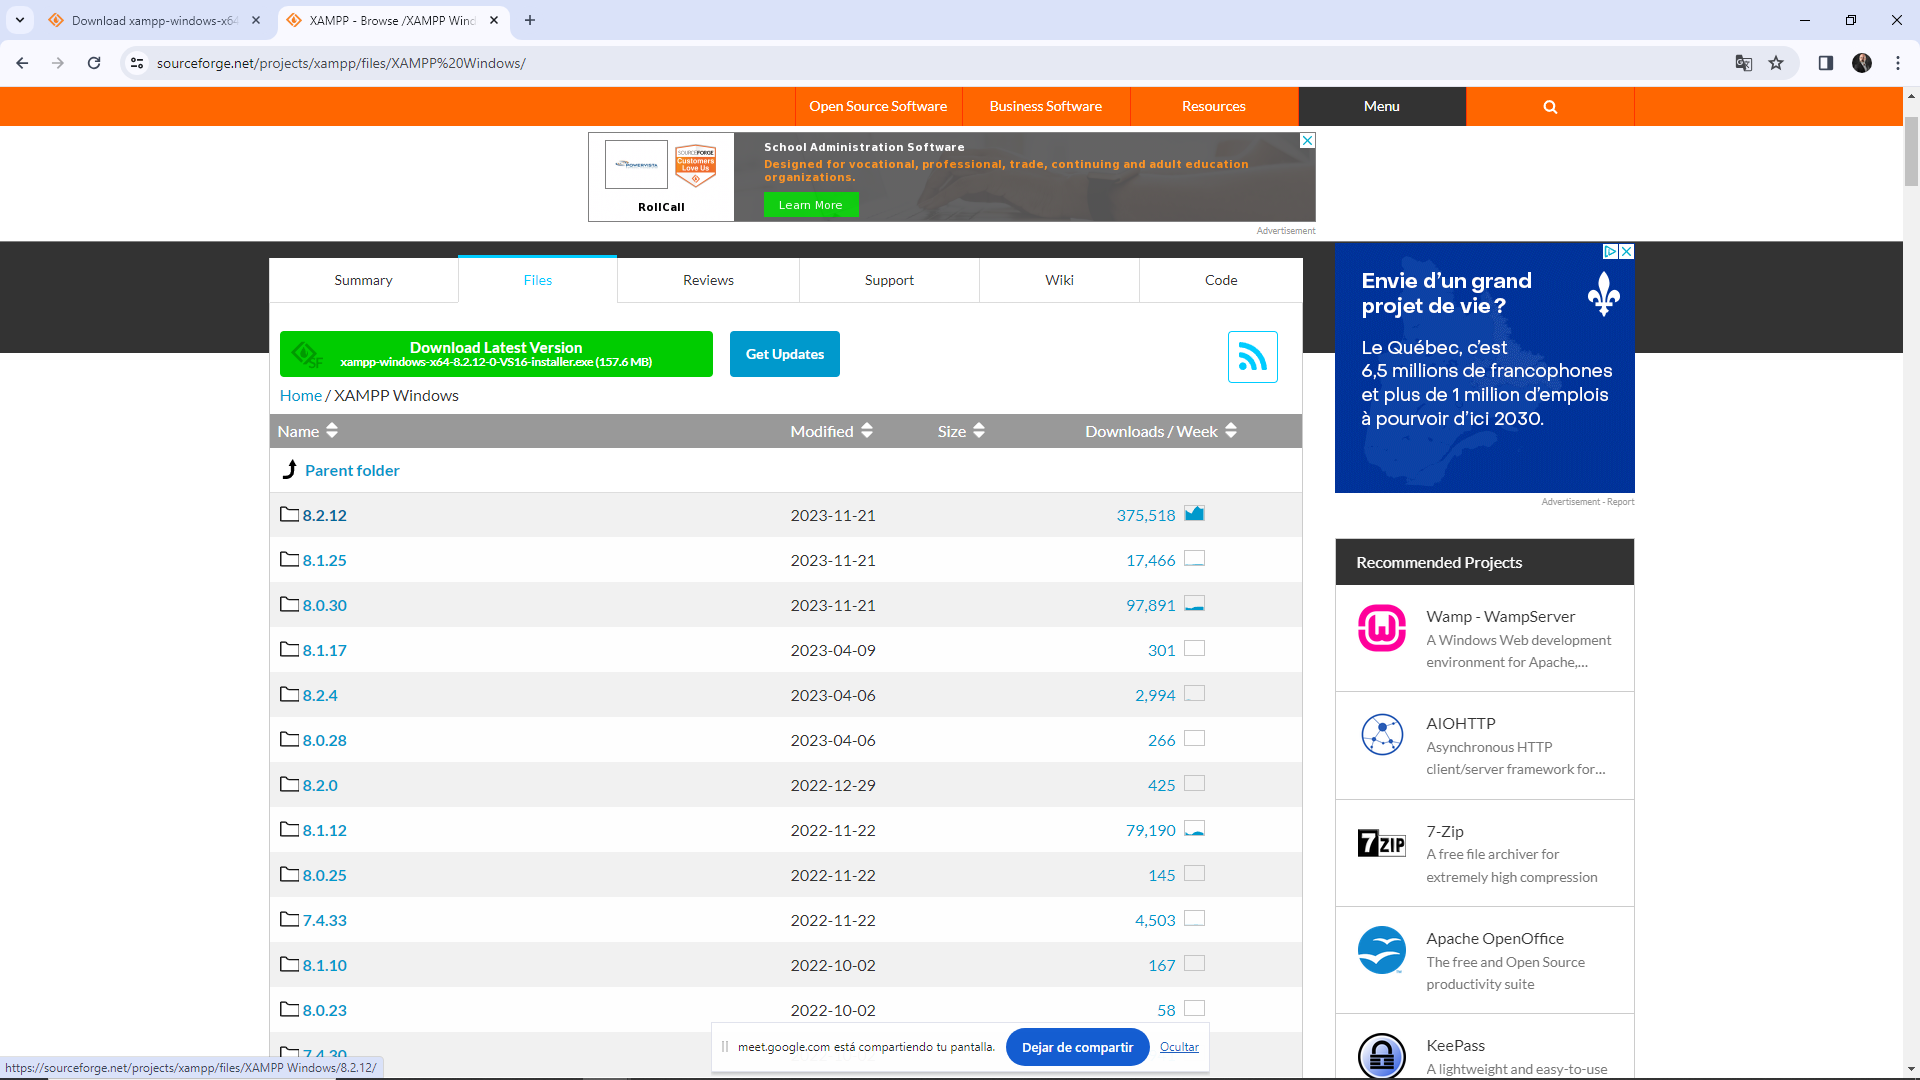 Download xampp-windows-x64
XAMPP - Browse /XAMPP Wind
sourceforge.net/projects/xampp/files/XAMPP%20Windows/
Open Source Software
Business Software
Resources
Menu
POWERVISTA
SOURCEFORGE
Customers
Love Us
RollCall
School Administration Software
Designed for vocational, professional, trade, continuing and adult education
organizations.
Learn More
Advertisement
Summary
Files
Reviews
Support
Wiki
Code
Download Latest Version
xampp-windows-x64-8.2.12-0-VS16-installer.exe (157.6 MB)
SF
Get Updates
Home / XAMPP Windows
Name Modified Size Downloads / Week
Parent folder
8.2.12 2023-11-21 375,518
8.1.25 2023-11-21 17,466
8.0.30 2023-11-21 97,891
8.1.17 2023-04-09 301
8.2.4 2023-04-06 2,994
8.0.28 2023-04-06 266
8.2.0 2022-12-29 425
8.1.12 2022-11-22 79,190
8.0.25 2022-11-22 145
7.4.33 2022-11-22 4,503
8.1.10 2022-10-02 167
8.0.23 2022-10-02 58
7.4.30
Envie d'un grand
projet de vie ?
Le Québec, c'est
6,5 millions de francophones
et plus de 1 million d'emplois
à pourvoir d'ici 2030.
Advertisement - Report
Recommended Projects
Wamp - WampServer
A Windows Web development
environment for Apache,...
AIOHTTP
Asynchronous HTTP
client/server framework for...
7ZIP
7-Zip
A free file archiver for
extremely high compression
Apache OpenOffice
The free and Open Source
productivity suite
KeePass
A lightweight and easy-to-use
meet.google.com está compartiendo tu pantalla.
Dejar de compartir
Ocultar
https://sourceforge.net/projects/xampp/files/XAMPP Windows/8.2.12/